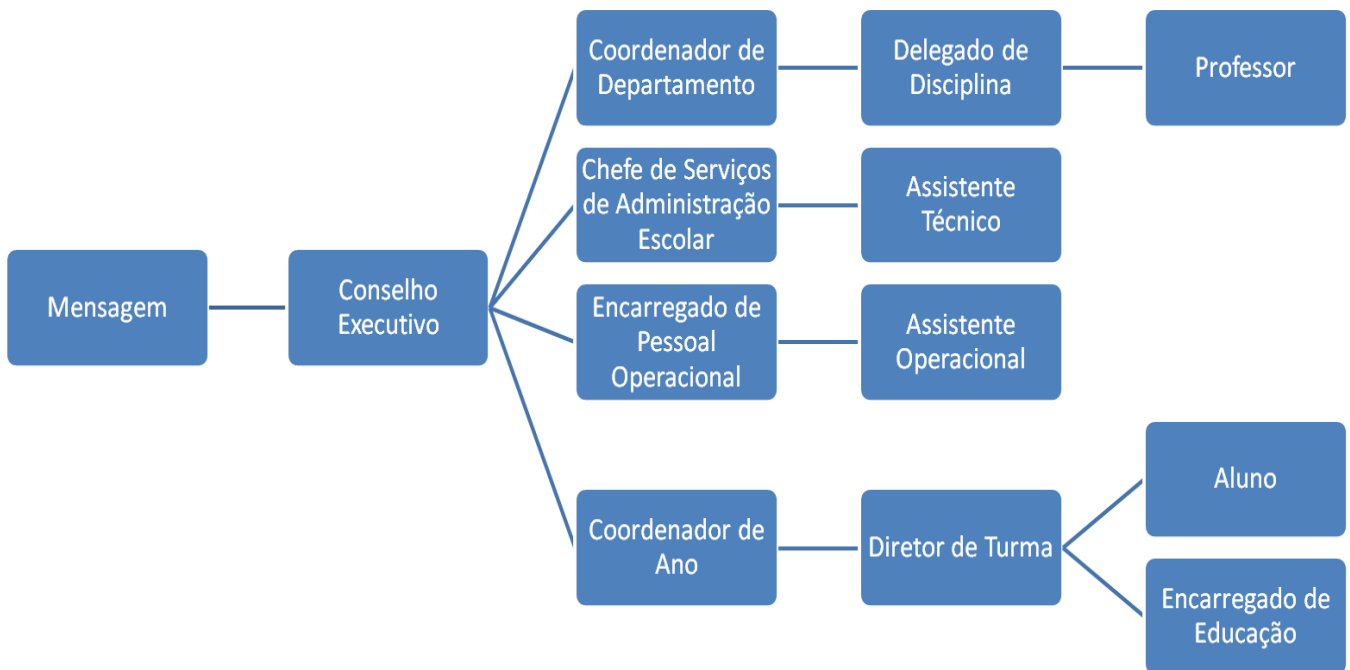 Mensagem
Conselho
Executivo
Coordenador de
Departamento
Delegado de
Disciplina
Professor
Chefe de Serviços
de Administração
Escolar
Assistente
Técnico
Encarregado de
Pessoal
Operacional
Assistente
Operacional
Coordenador de
Ano
Diretor de Turma
Aluno
Encarregado de
Educação